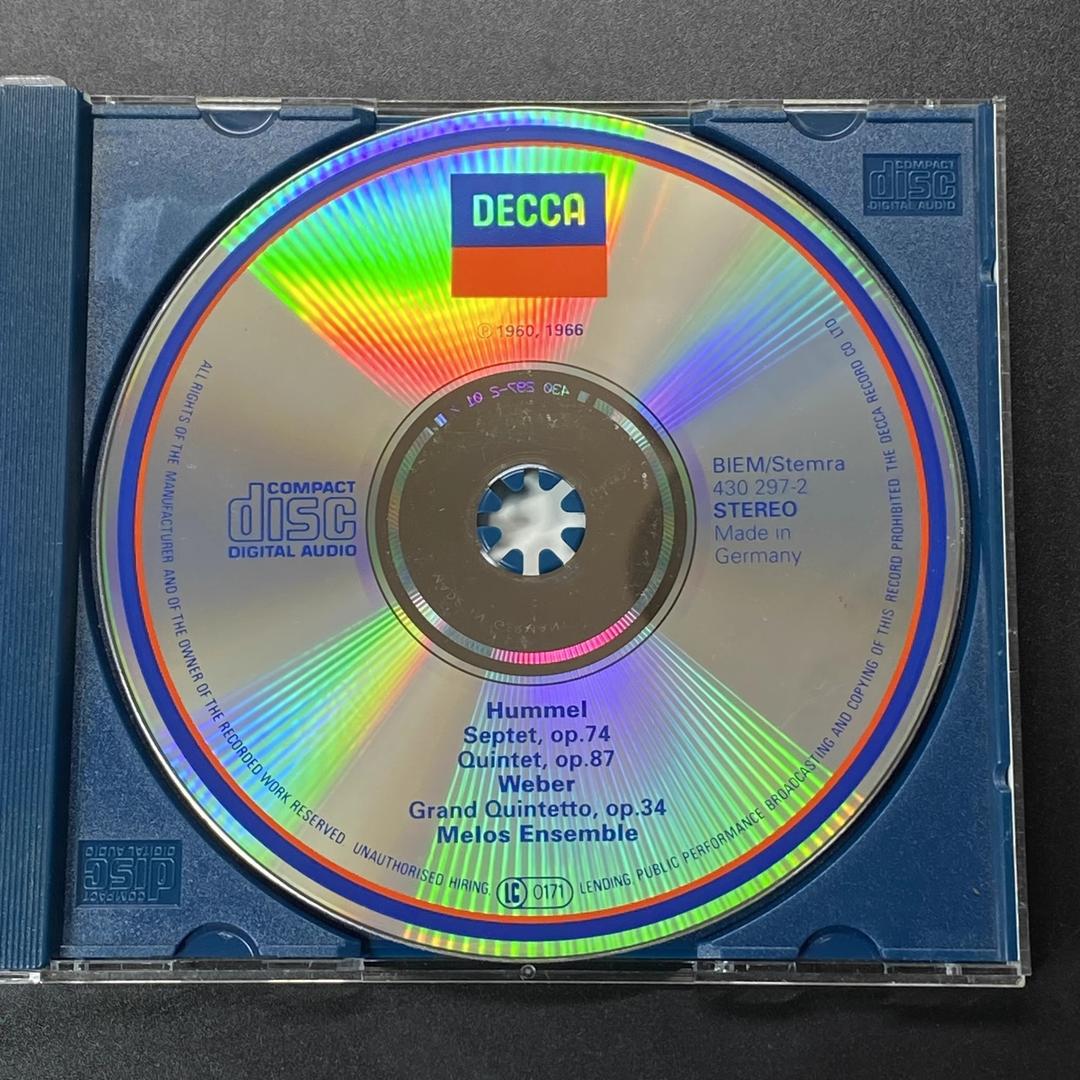 COMPACT
disc
DIGITAL AUDIO
DECCA
℗ 1960, 1966
430 297-2 01 /
COMPACT
disc
DIGITAL AUDIO
BIEM/Stemra
430 297-2
STEREO
Made in
Germany
Hummel
Septet, op.74
Quintet, op.87
Weber
Grand Quintetto, op.34
Melos Ensemble
ALL RIGHTS OF THE MANUFACTURER AND OF THE OWNER OF THE RECORDED WORK RESERVED UNAUTHORISED HIRING, LC 0171 LENDING, PUBLIC PERFORMANCE BROADCASTING AND COPYING OF THIS RECORD PROHIBITED THE DECCA RECORD CO LTD
COMPACT
disc
DIGITAL AUDIO